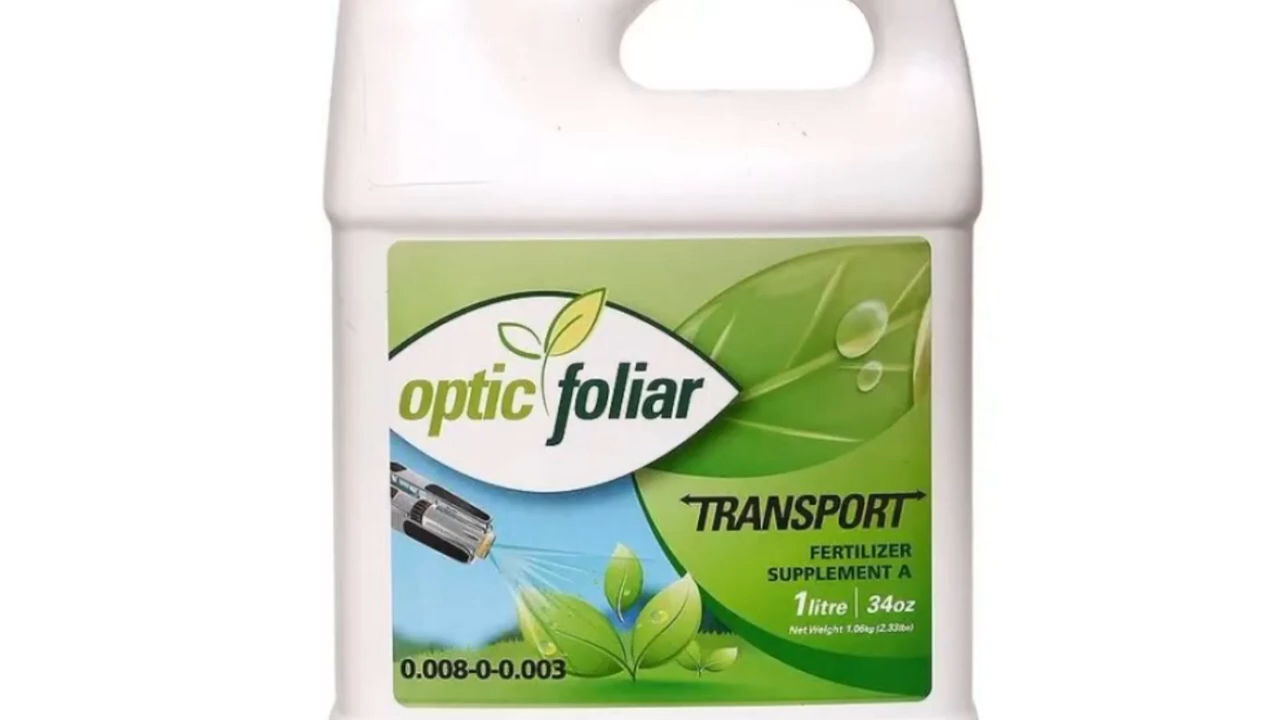 optic foliar
TRANSPORT
FERTILIZER
SUPPLEMENT A
1 litre | 34oz
Net Weight 1.06kg (2.33lbs)
0.008-0-0.003